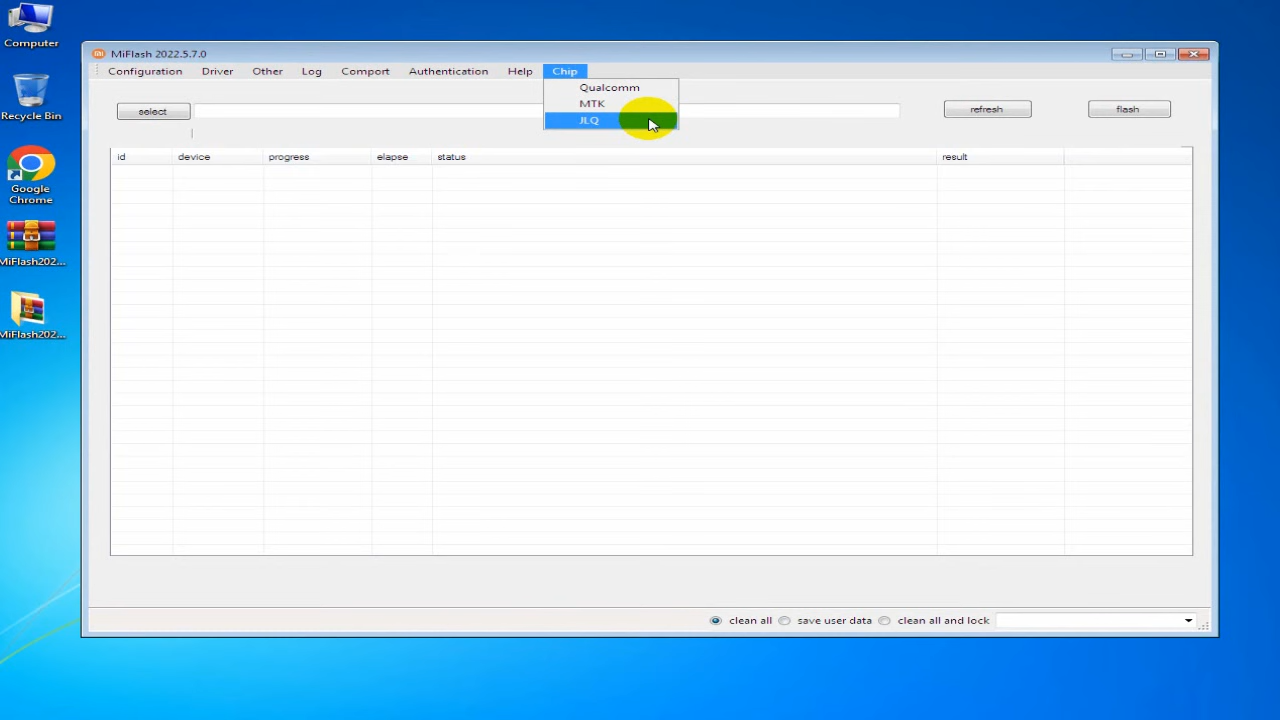 Computer
Recycle Bin
Google
Chrome
MiFlash202...
MiFlash202...
MiFlash 2022.5.7.0
Configuration Driver Other Log Comport Authentication Help Chip
Qualcomm
MTK
JLQ
select refresh flash
id device progress elapse status result
clean all save user data clean all and lock